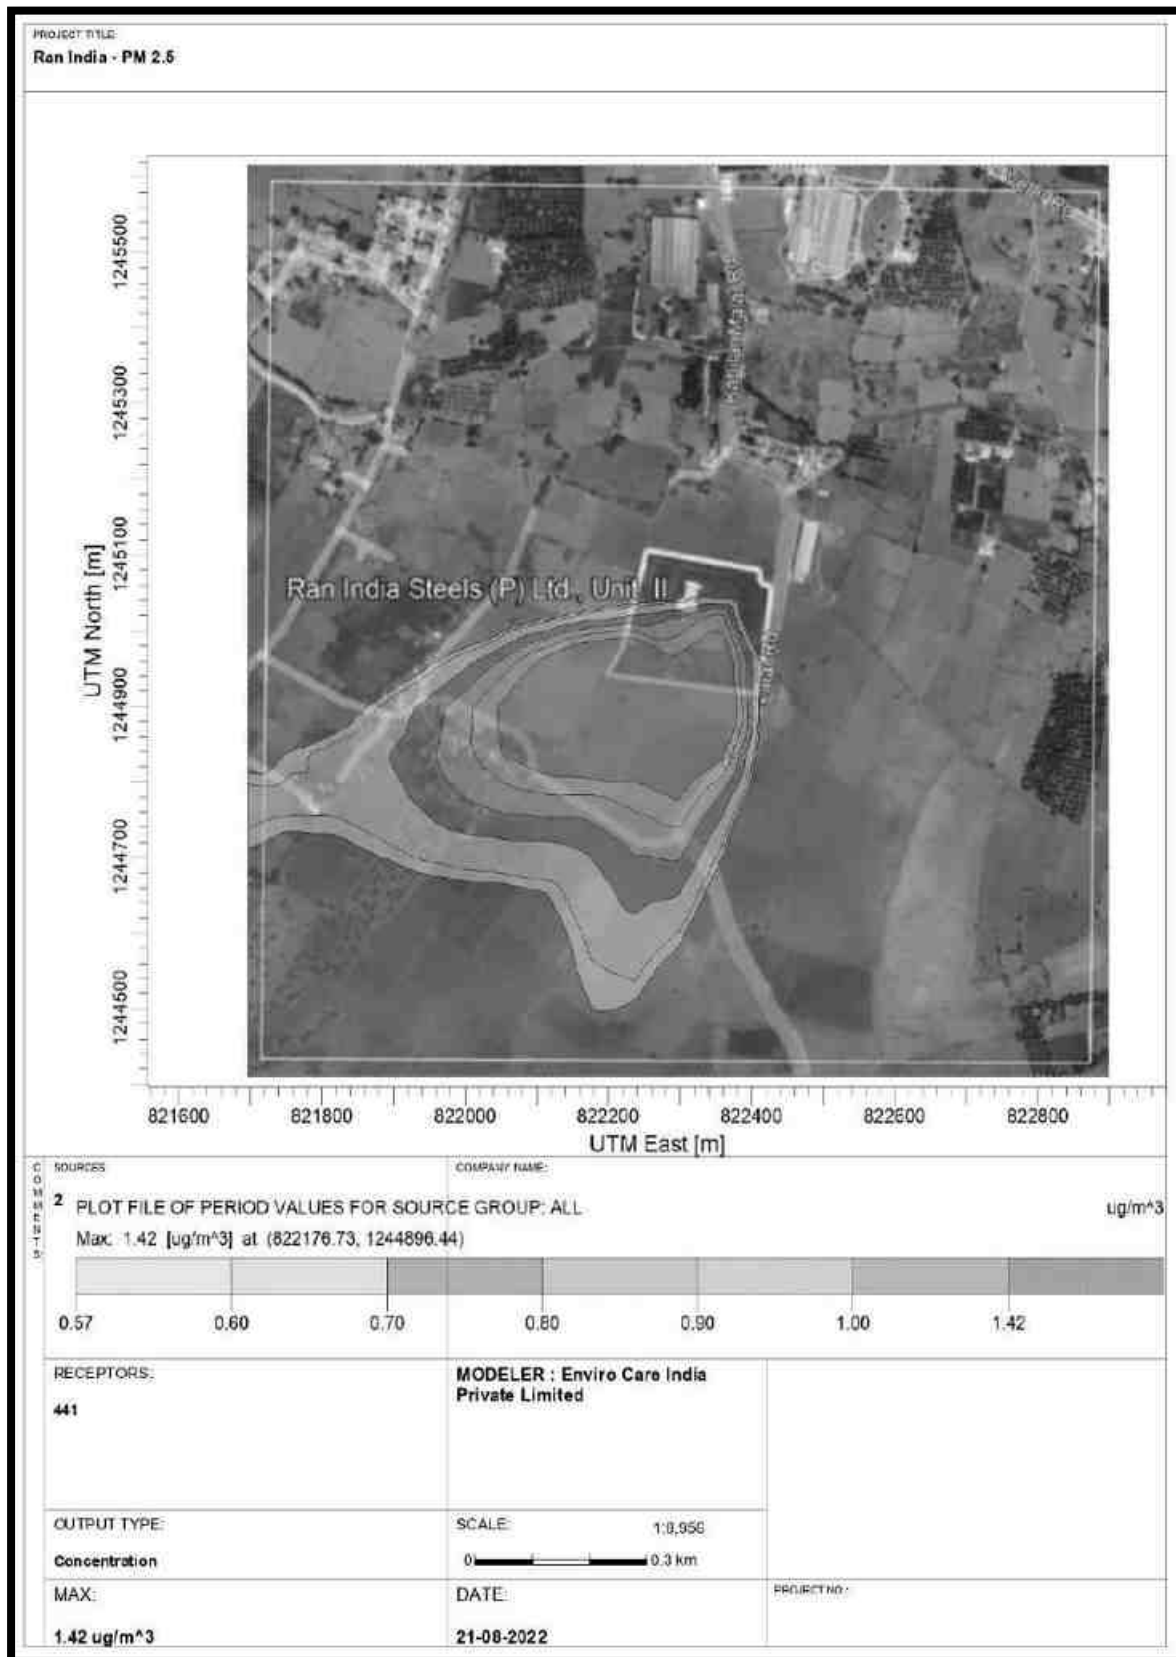 PROJECT TITLE:
Ran India - PM 2.5
UTM North [m]
1245500
1245300
1245100
1244900
1244700
1244500
Ran India Steels (P) Ltd., Unit II
821600 821800 822000 822200 822400 822600 822800
UTM East [m]
COMMENTS
SOURCES
2
COMPANY NAME:
PLOT FILE OF PERIOD VALUES FOR SOURCE GROUP: ALL
ug/m^3
Max: 1.42 [ug/m^3] at (822176.73, 1244896.44)
0.57 0.60 0.70 0.80 0.90 1.00 1.42
RECEPTORS:
441
MODELER : Enviro Care India
Private Limited
OUTPUT TYPE:
Concentration
SCALE:
0 0.3 km
MAX:
1.42 ug/m^3
DATE:
21-08-2022
PROJECT NO.: